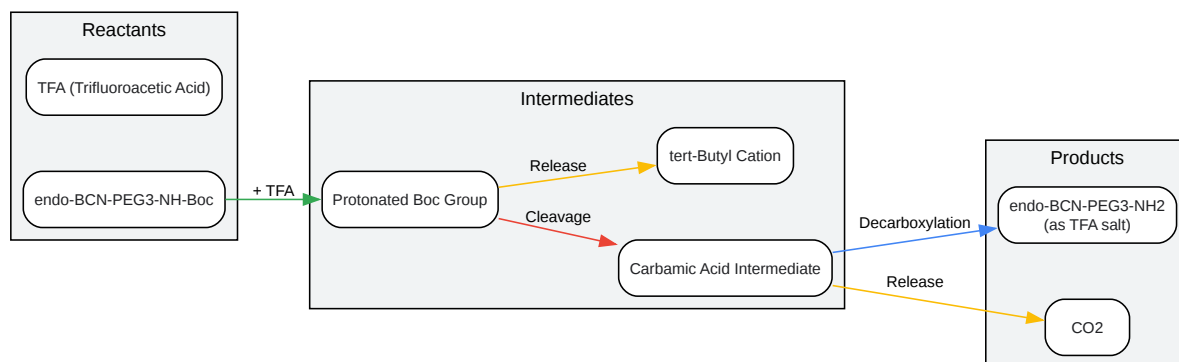 Reactants
TFA (Trifluoroacetic Acid)
endo-BCN-PEG3-NH-Boc
+ TFA
Intermediates
Protonated Boc Group
Release
tert-Butyl Cation
Cleavage
Carbamic Acid Intermediate
Decarboxylation
Release
Products
endo-BCN-PEG3-NH2
(as TFA salt)
CO2